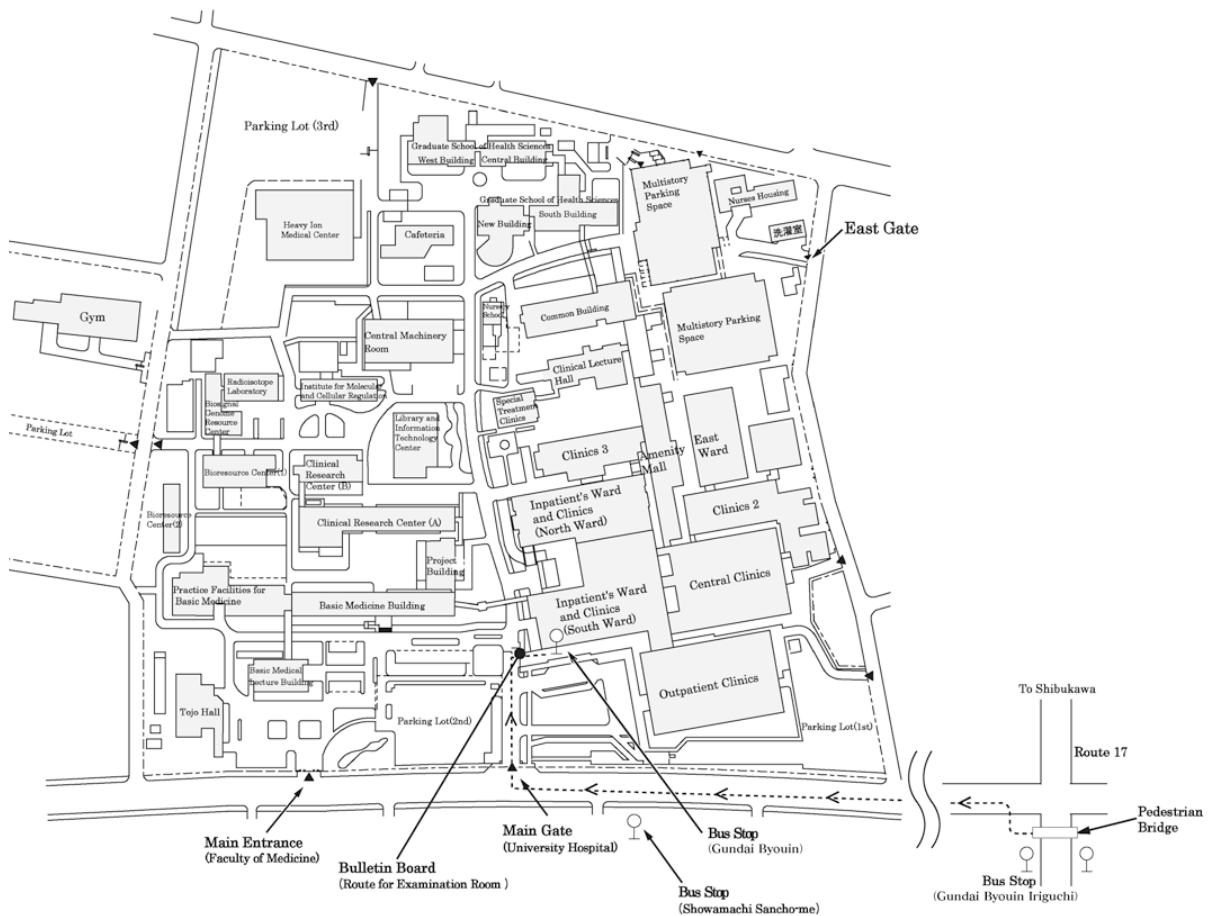 Parking Lot (3rd)
Graduate School of Health Sciences
West Building
Central Building
Multistory
Parking
Space
Nurses Housing
洗濯室
East Gate
Heavy Ion
Medical Center
Cafeteria
Graduate School of Health Sciences
New Building
South Building
Gym
Nursery
School
Common Building
Multistory Parking
Space
Central Machinery
Room
Clinical Lecture
Hall
Radioisotope
Laboratory
Institute for Molecular
and Cellular Regulation
Biosignal
Genome
Resource
Center
Special
Treatment
Clinics
Library and
Information
Technology
Center
Parking Lot
Clinics 3
Amenity
Mall
East
Ward
Bioresource Center(1)
Clinical
Research
Center (B)
Bioresource
Center(2)
Clinical Research Center (A)
Inpatient's Ward
and Clinics
(North Ward)
Clinics 2
Project
Building
Practice Facilities for
Basic Medicine
Basic Medicine Building
Inpatient's Ward
and Clinics
(South Ward)
Central Clinics
Basic Medical
Lecture Building
Tojo Hall
Parking Lot(2nd)
Outpatient Clinics
Parking Lot(1st)
To Shibukawa
Route 17
Main Entrance
(Faculty of Medicine)
Bulletin Board
(Route for Examination Room )
Main Gate
(University Hospital)
Bus Stop
(Gundai Byouin)
Bus Stop
(Showamachi Sancho-me)
Pedestrian
Bridge
Bus Stop
(Gundai Byouin Iriguchi)